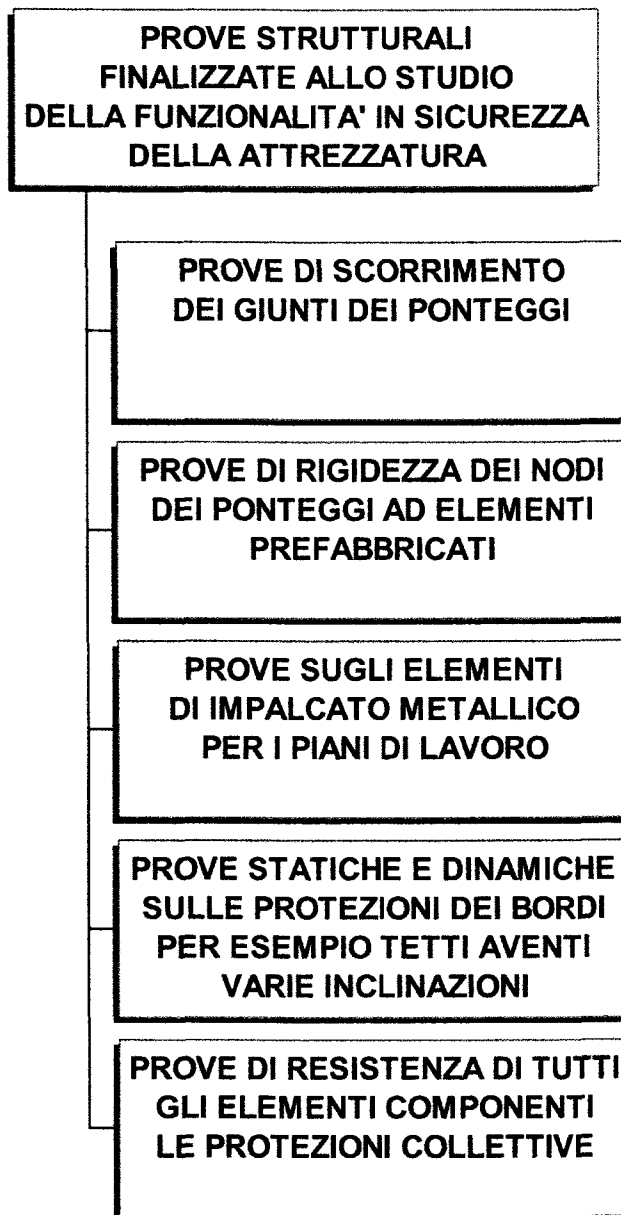 PROVE STRUTTURALI
FINALIZZATE ALLO STUDIO
DELLA FUNZIONALITA' IN SICUREZZA
DELLA ATTREZZATURA
PROVE DI SCORRIMENTO
DEI GIUNTI DEI PONTEGGI
PROVE DI RIGIDEZZA DEI NODI
DEI PONTEGGI AD ELEMENTI
PREFABBRICATI
PROVE SUGLI ELEMENTI
DI IMPALCATO METALLICO
PER I PIANI DI LAVORO
PROVE STATICHE E DINAMICHE
SULLE PROTEZIONI DEI BORDI
PER ESEMPIO TETTI AVENTI
VARIE INCLINAZIONI
PROVE DI RESISTENZA DI TUTTI
GLI ELEMENTI COMPONENTI
LE PROTEZIONI COLLETTIVE